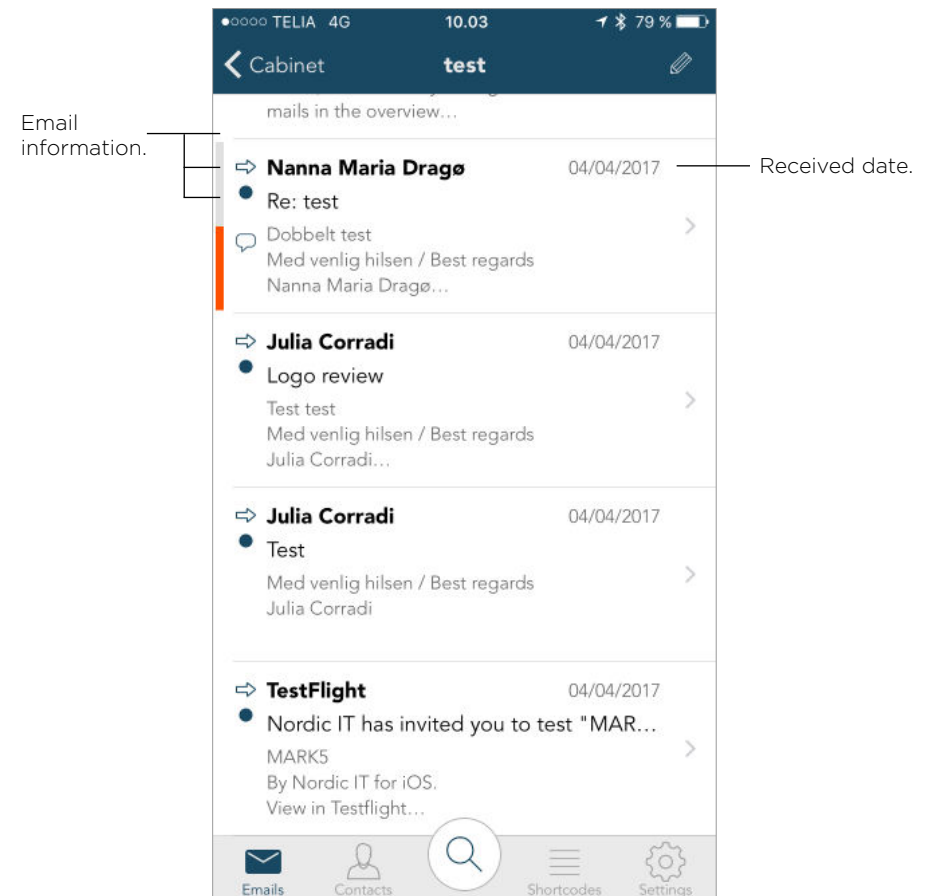 TELIA 4G 10.03 79 %
Cabinet test
mails in the overview…
Email
information.
Nanna Maria Dragø 04/04/2017
Received date.
Re: test
Dobbelt test
Med venlig hilsen / Best regards
Nanna Maria Dragø…
Julia Corradi 04/04/2017
Logo review
Test test
Med venlig hilsen / Best regards
Julia Corradi…
Julia Corradi 04/04/2017
Test
Med venlig hilsen / Best regards
Julia Corradi
TestFlight 04/04/2017
Nordic IT has invited you to test "MAR…
MARK5
By Nordic IT for iOS.
View in Testflight…
Emails Contacts Shortcodes Settings